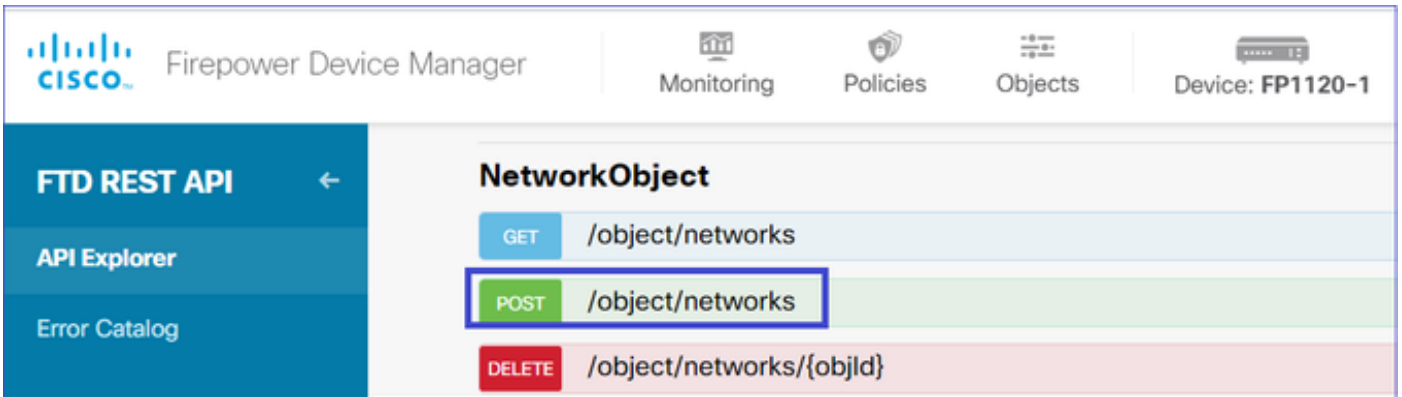 CISCO
Firepower Device Manager
Monitoring
Policies
Objects
Device: FP1120-1
FTD REST API ←
API Explorer
Error Catalog
NetworkObject
GET /object/networks
POST /object/networks
DELETE /object/networks/{objId}